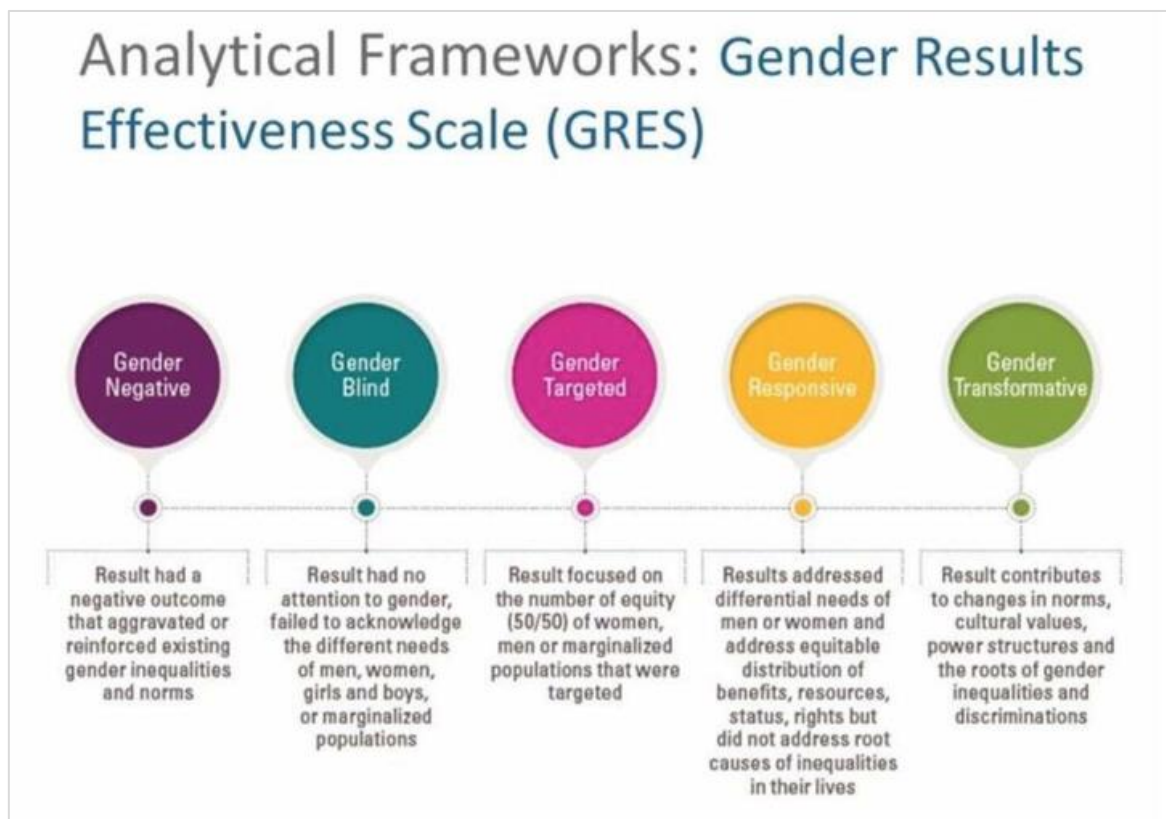 Analytical Frameworks: Gender Results
Effectiveness Scale (GRES)
Gender
Negative
Gender
Blind
Gender
Targeted
Gender
Responsive
Gender
Transformative
Result had a
negative outcome
that aggravated or
reinforced existing
gender inequalities
and norms
Result had no
attention to gender,
failed to acknowledge
the different needs
of men, women,
girls and boys,
or marginalized
populations
Result focused on
the number of equity
(50/50) of women,
men or marginalized
populations that were
targeted
Results addressed
differential needs of
men or women and
address equitable
distribution of
benefits, resources,
status, rights but
did not address root
causes of inequalities
in their lives
Result contributes
to changes in norms,
cultural values,
power structures and
the roots of gender
inequalities and
discriminations